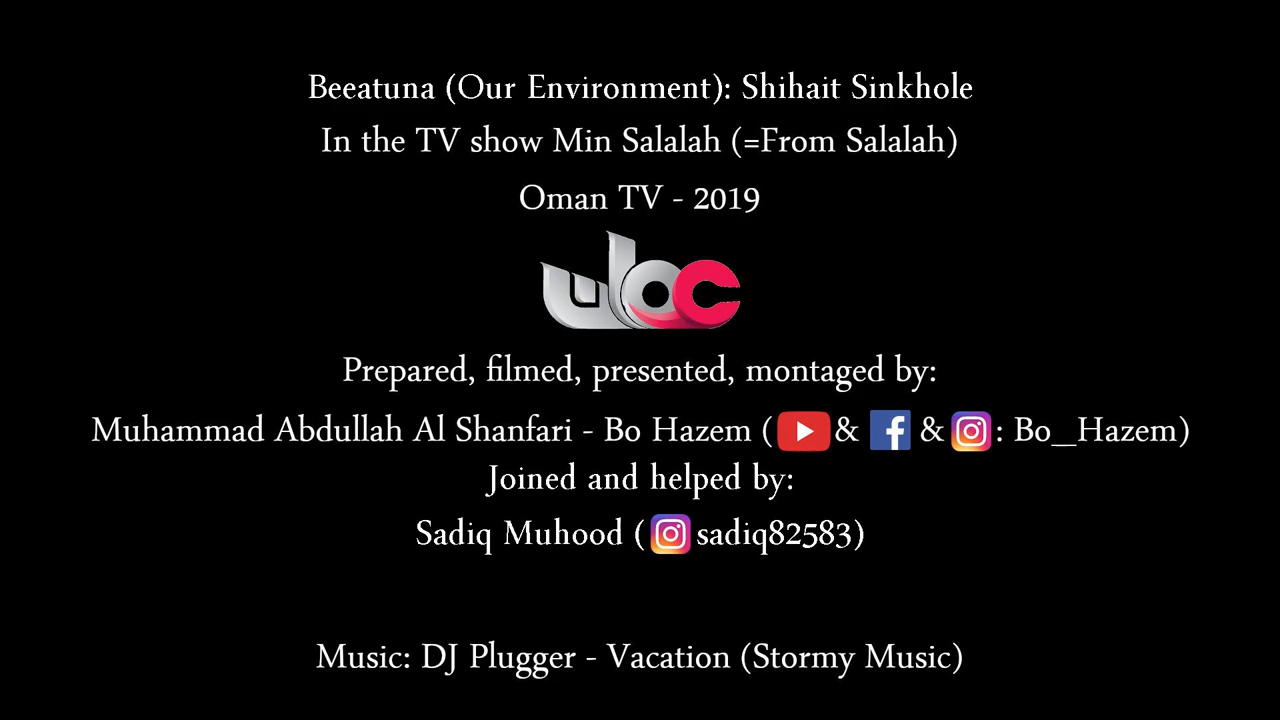 Beeatuna (Our Environment): Shihait Sinkhole
In the TV show Min Salalah (=From Salalah)
Oman TV - 2019
عمان
Prepared, filmed, presented, montaged by:
Muhammad Abdullah Al Shanfari - Bo Hazem ( & & : Bo_Hazem)
Joined and helped by:
Sadiq Muhood ( sadiq82583)
Music: DJ Plugger - Vacation (Stormy Music)